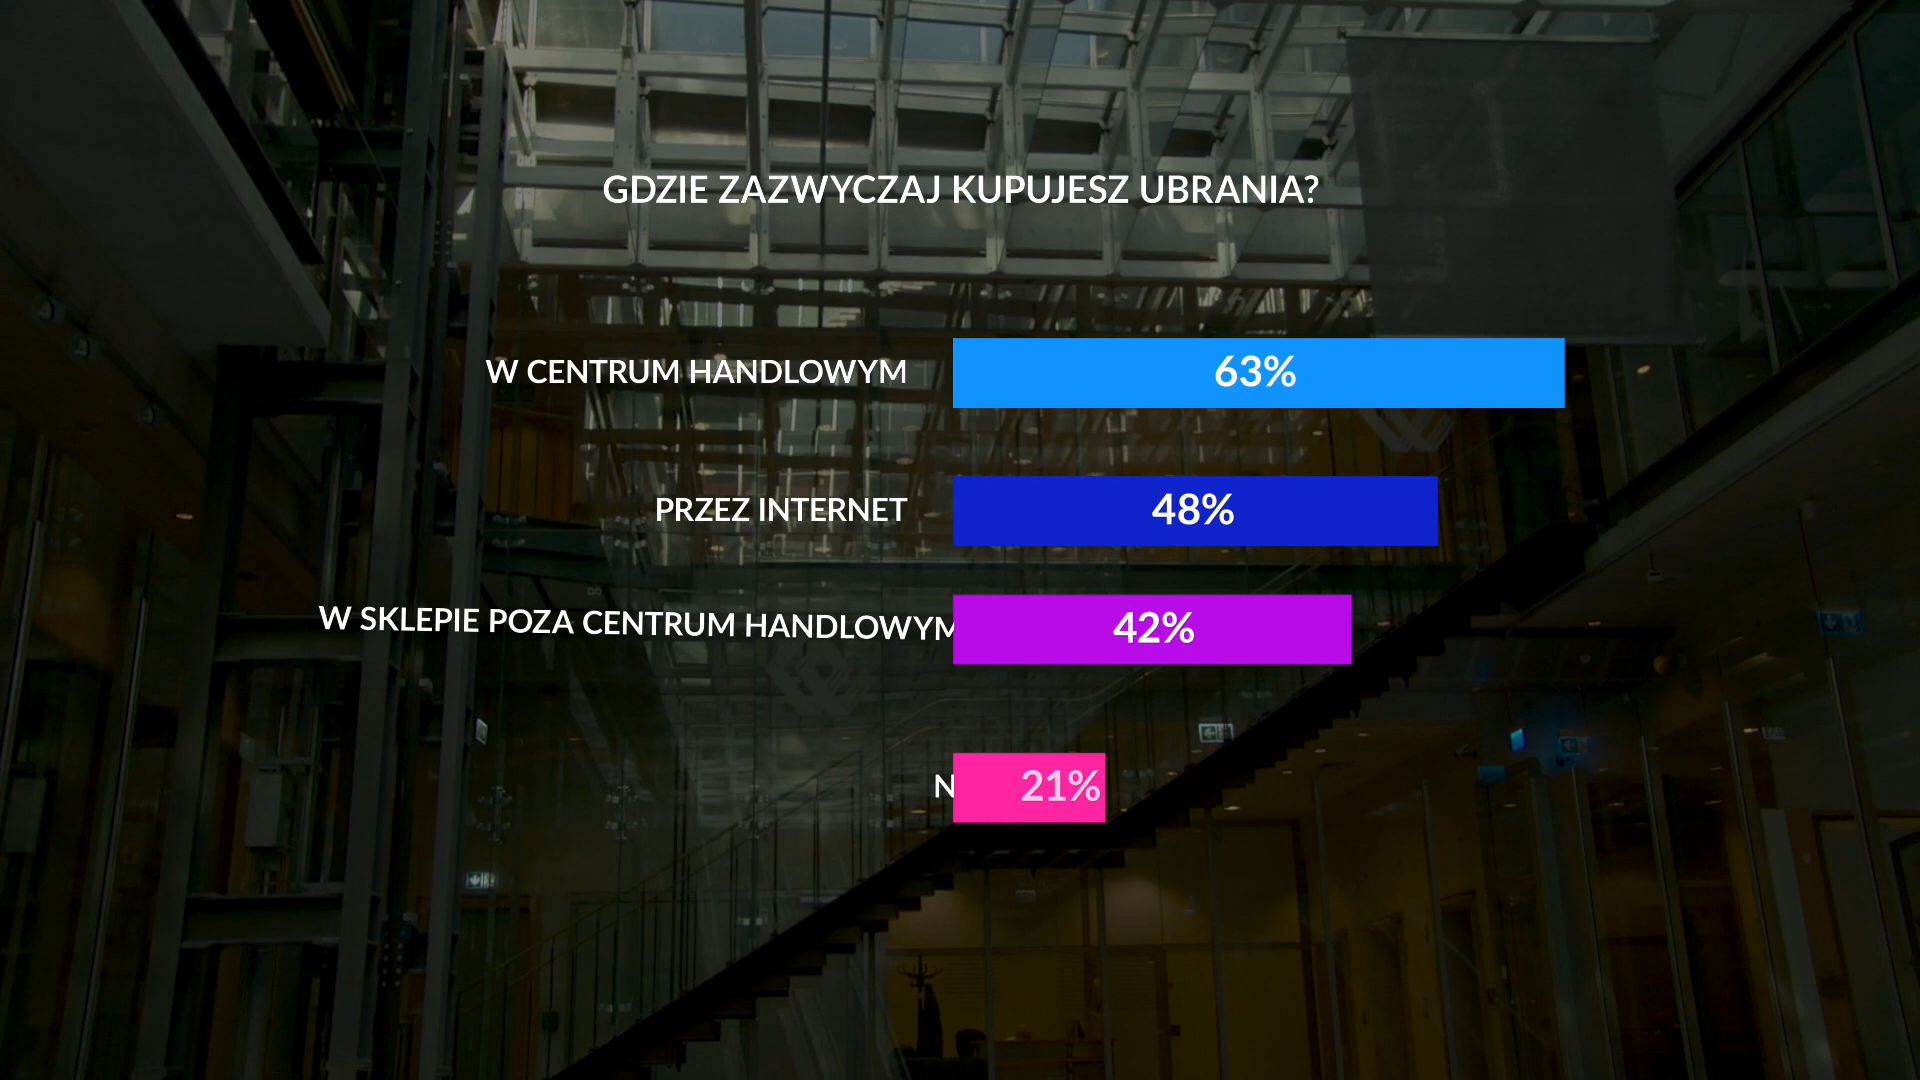 GDZIE ZAZWYCZAJ KUPUJESZ UBRANIA?
W CENTRUM HANDLOWYM 63%
PRZEZ INTERNET 48%
W SKLEPIE POZA CENTRUM HANDLOWYM 42%
21%